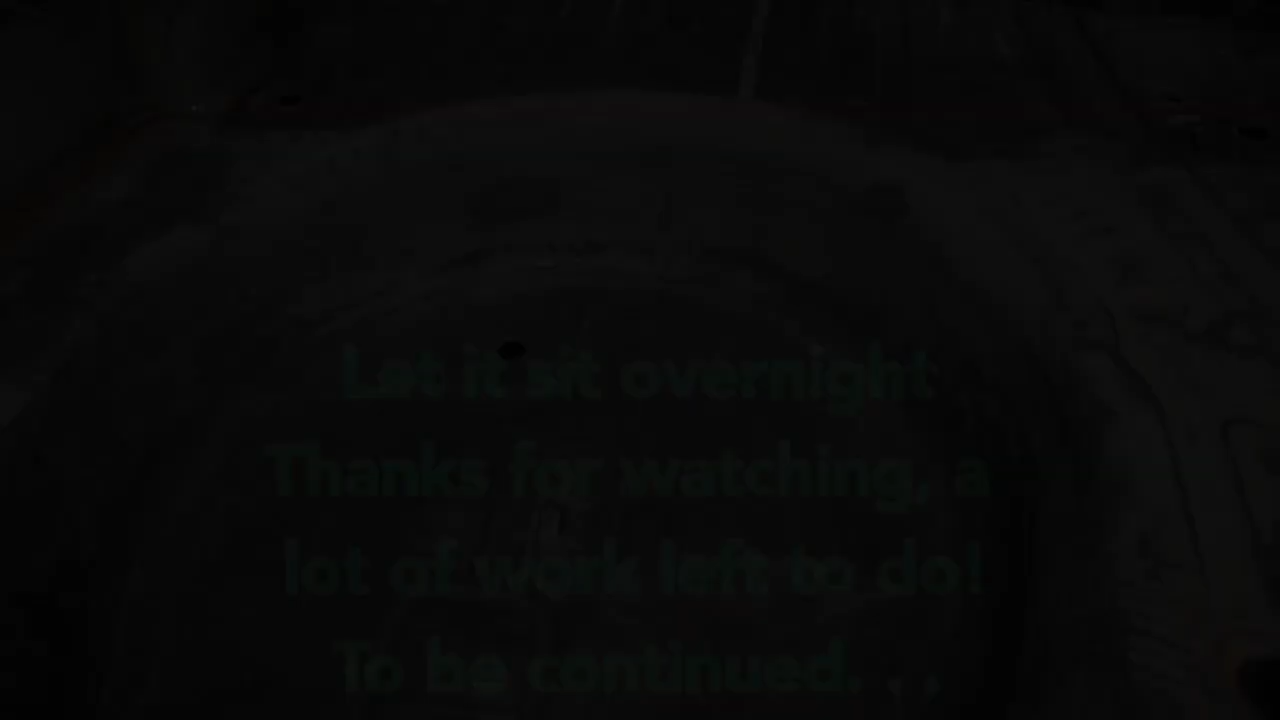 Let it sit overnight
Thanks for watching, a
lot of work left to do!
To be continued. . .